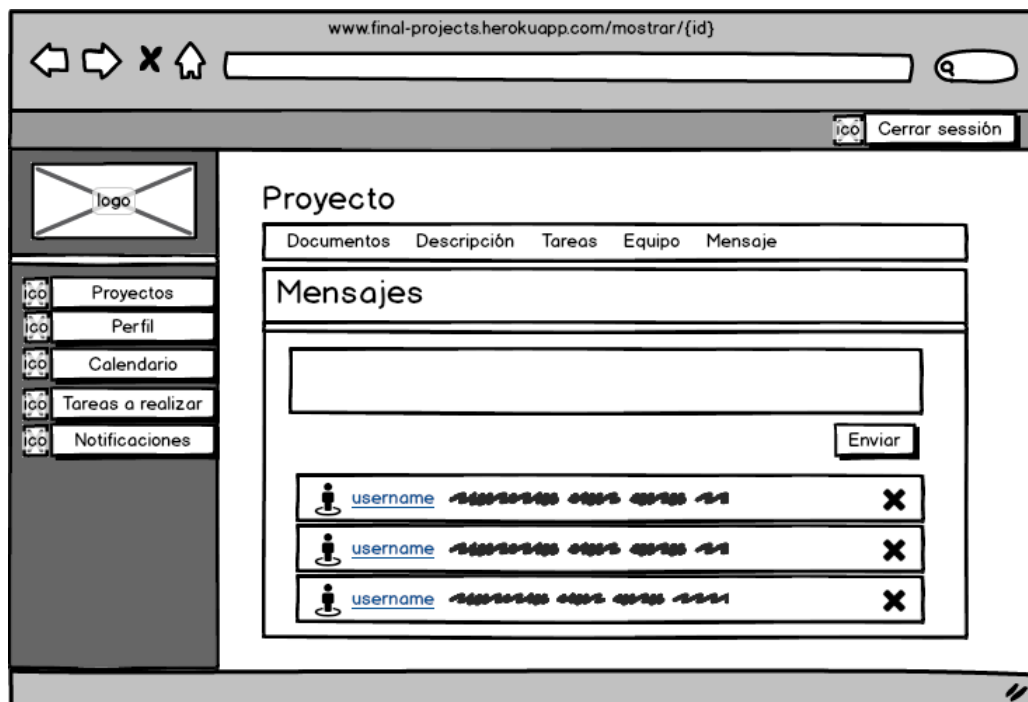 www.final-projects.herokuapp.com/mostrar/{id}
ico Cerrar sessión
logo
Proyecto
Documentos Descripción Tareas Equipo Mensaje
Mensajes
ico Proyectos
ico Perfil
ico Calendario
ico Tareas a realizar
ico Notificaciones
Enviar
username
username
username